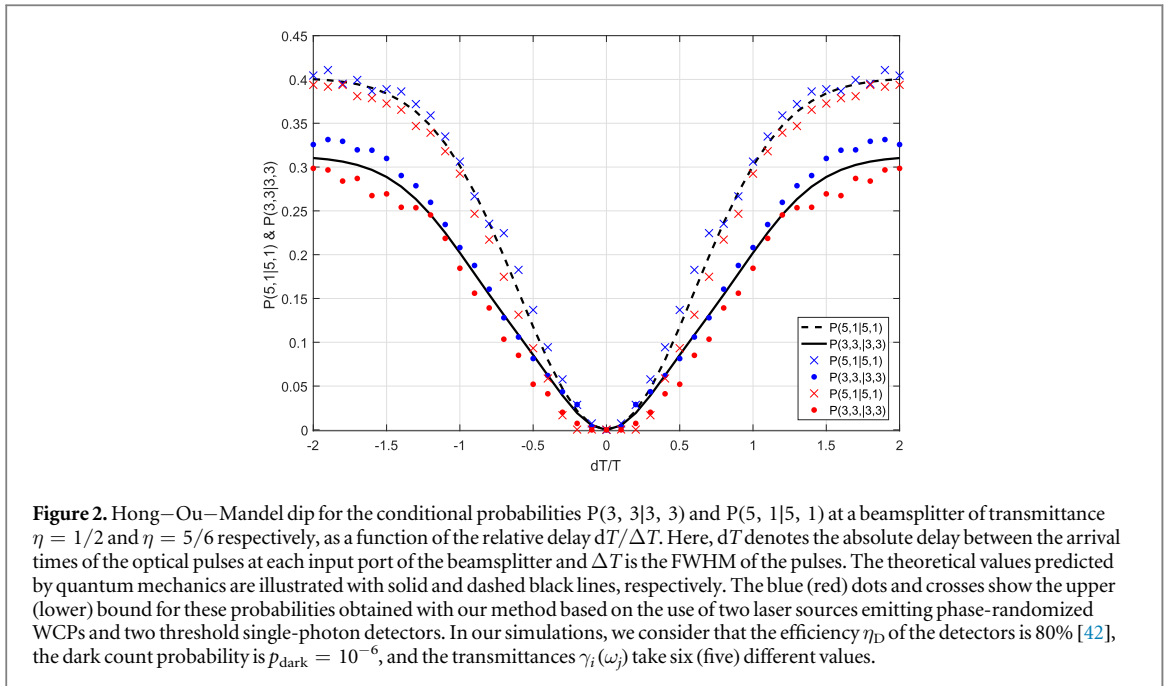 0.45
0.4
0.35
0.3
0.25
0.2
0.15
0.1
0.05
0
P(5,1|5,1) & P(3,3|3,3)
-2 -1.5 -1 -0.5 0 0.5 1 1.5 2
dT/T
P(5,1|5,1)
P(3,3,|3,3)
P(5,1|5,1)
P(3,3,|3,3)
P(5,1|5,1)
P(3,3,|3,3)
Figure 2. Hong–Ou–Mandel dip for the conditional probabilities P(3, 3|3, 3) and P(5, 1|5, 1) at a beamsplitter of transmittance
η = 1/2 and η = 5/6 respectively, as a function of the relative delay dT/ΔT. Here, dT denotes the absolute delay between the arrival
times of the optical pulses at each input port of the beamsplitter and ΔT is the FWHM of the pulses. The theoretical values predicted
by quantum mechanics are illustrated with solid and dashed black lines, respectively. The blue (red) dots and crosses show the upper
(lower) bound for these probabilities obtained with our method based on the use of two laser sources emitting phase-randomized
WCPs and two threshold single-photon detectors. In our simulations, we consider that the efficiency η_D of the detectors is 80% [42],
the dark count probability is p_dark = 10⁻⁶, and the transmittances γ_i(ω_j) take six (five) different values.